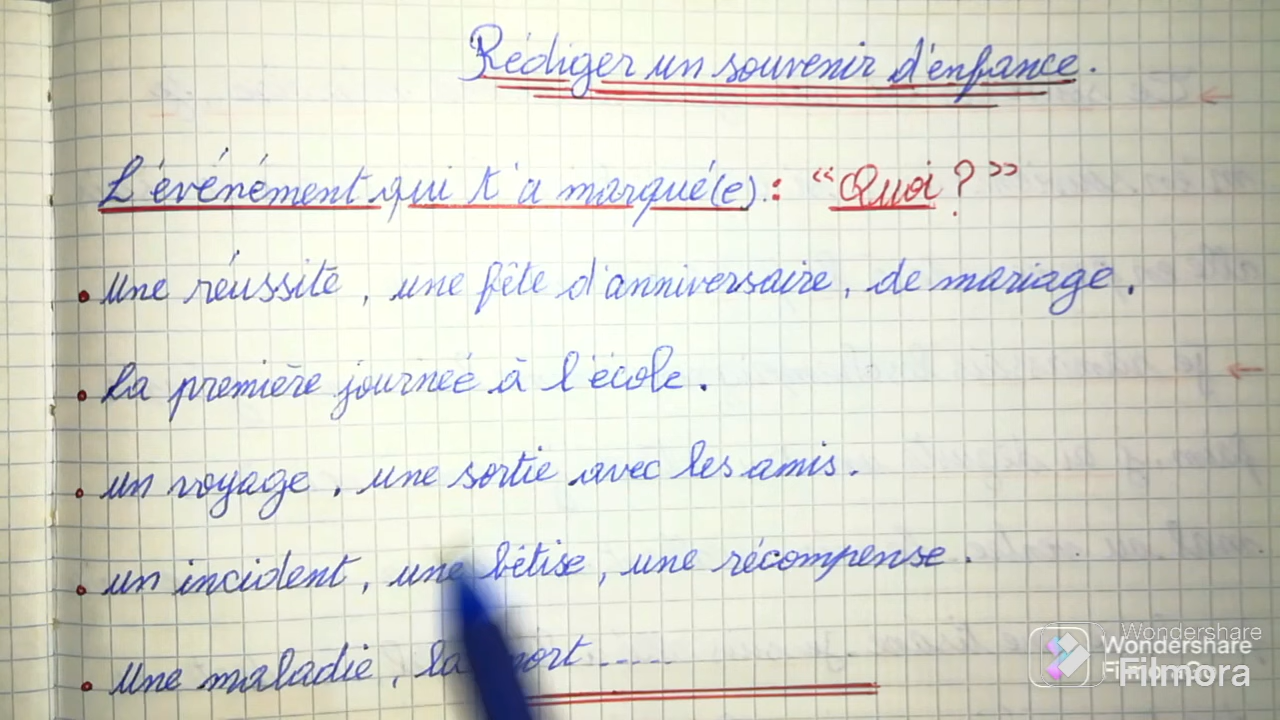 Rédiger un souvenir d'enfance.
L'événement qui t'a marqué(e) : "Quoi ?"
• Une réussite, une fête d'anniversaire, de mariage.
• La première journée à l'école.
• Un voyage, une sortie avec les amis.
• un incident, une bêtise, une récompense.
• Une maladie, la mort .....
Wondershare
Wondershare
Filmora